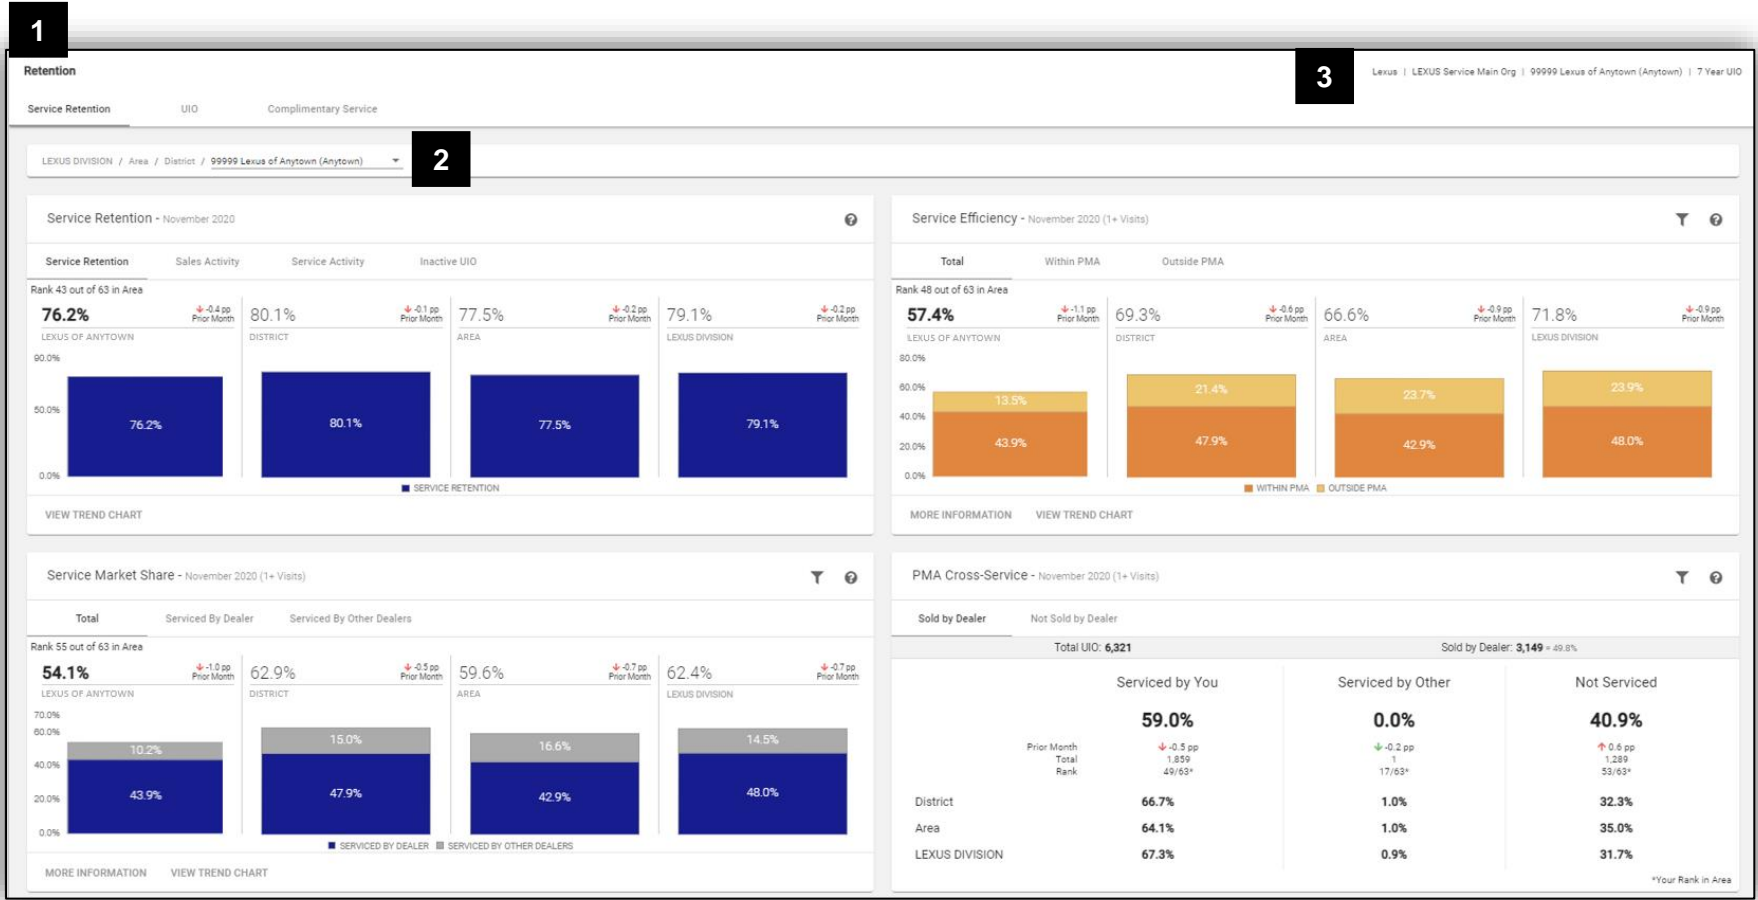 1
Retention
3
Lexus | LEXUS Service Main Org | 99999 Lexus of Anytown (Anytown) | 7 Year UIO
Service Retention UIO Complimentary Service
LEXUS DIVISION / Area / District / 99999 Lexus of Anytown (Anytown)
2
Service Retention - November 2020
Service Retention Sales Activity Service Activity Inactive UIO
Rank 43 out of 63 in Area
76.2% -0.4 pp 80.1% -0.1 pp 77.5% -0.2 pp 79.1% -0.2 pp
Prior Month Prior Month Prior Month Prior Month
LEXUS OF ANYTOWN DISTRICT AREA LEXUS DIVISION
90.0%
50.0%
76.2% 80.1% 77.5% 79.1%
0.0%
SERVICE RETENTION
VIEW TREND CHART
Service Efficiency - November 2020 (1+ Visits)
Total Within PMA Outside PMA
Rank 48 out of 63 in Area
57.4% -1.1 pp 69.3% -0.6 pp 66.6% -0.9 pp 71.8% -0.9 pp
Prior Month Prior Month Prior Month Prior Month
LEXUS OF ANYTOWN DISTRICT AREA LEXUS DIVISION
80.0%
60.0%
13.5% 21.4% 23.7% 23.9%
40.0%
43.9% 47.9% 42.9% 48.0%
20.0%
0.0%
WITHIN PMA OUTSIDE PMA
MORE INFORMATION VIEW TREND CHART
Service Market Share - November 2020 (1+ Visits)
Total Serviced By Dealer Serviced By Other Dealers
Rank 55 out of 63 in Area
54.1% -1.0 pp 62.9% -0.5 pp 59.6% -0.7 pp 62.4% -0.7 pp
Prior Month Prior Month Prior Month Prior Month
LEXUS OF ANYTOWN DISTRICT AREA LEXUS DIVISION
70.0%
60.0%
10.2% 15.0% 16.6% 14.5%
40.0%
43.9% 47.9% 42.9% 48.0%
20.0%
0.0%
SERVICED BY DEALER SERVICED BY OTHER DEALERS
MORE INFORMATION VIEW TREND CHART
PMA Cross-Service - November 2020 (1+ Visits)
Sold by Dealer Not Sold by Dealer
Total UIO: 6,321 Sold by Dealer: 3,149 = 49.8%
Serviced by You Serviced by Other Not Serviced
59.0% 0.0% 40.9%
Prior Month -0.5 pp -0.2 pp 0.6 pp
Total 1,859 1 1,289
Rank 49/63* 17/63* 53/63*
District 66.7% 1.0% 32.3%
Area 64.1% 1.0% 35.0%
LEXUS DIVISION 67.3% 0.9% 31.7%
*Your Rank in Area